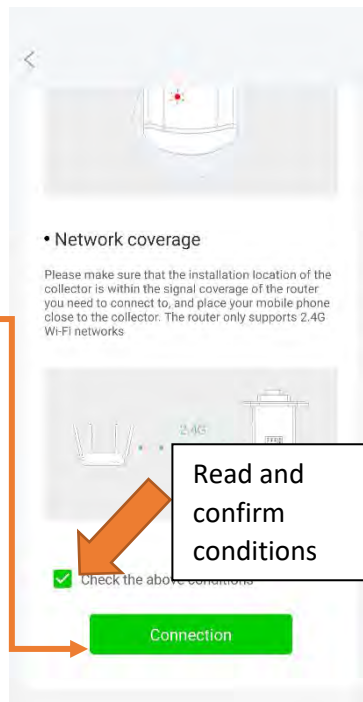 • Network coverage
Please make sure that the installation location of the
collector is within the signal coverage of the router
you need to connect to, and place your mobile phone
close to the collector. The router only supports 2.4G
Wi-Fi networks
2.4G
Read and
confirm
conditions
Check the above conditions
Connection